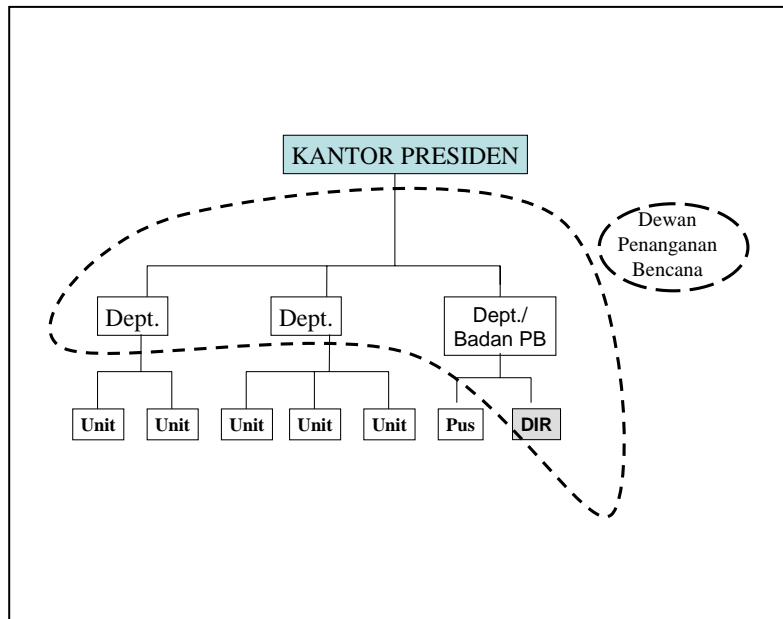 KANTOR PRESIDEN
Dewan
Penanganan
Bencana
Dept.
Dept.
Dept./
Badan PB
Unit
Unit
Unit
Unit
Unit
Pus
DIR